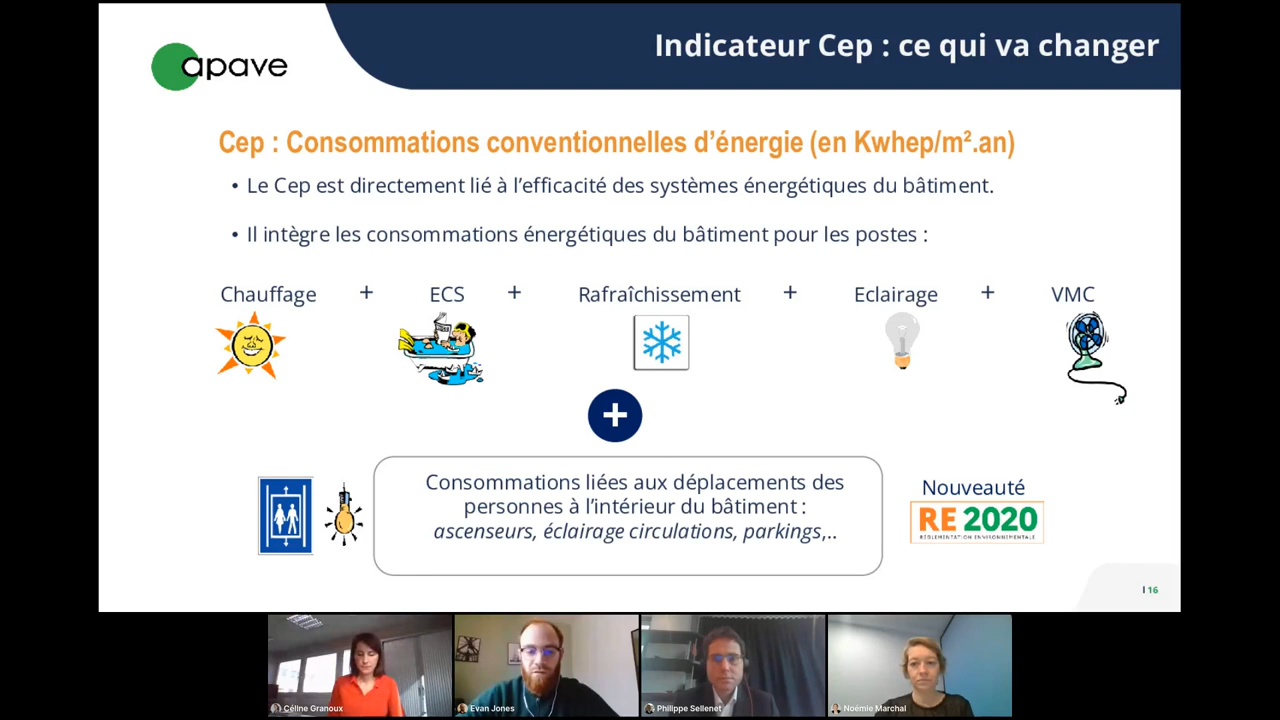 apave
Indicateur Cep : ce qui va changer
Cep : Consommations conventionnelles d'énergie (en Kwhep/m².an)
• Le Cep est directement lié à l'efficacité des systèmes énergétiques du bâtiment.
• Il intègre les consommations énergétiques du bâtiment pour les postes :
Chauffage + ECS + Rafraîchissement + Eclairage + VMC
+
Consommations liées aux déplacements des
personnes à l'intérieur du bâtiment :
ascenseurs, éclairage circulations, parkings,..
Nouveauté
RE 2020
RÉGLEMENTATION ENVIRONNEMENTALE
I 16
Céline Granoux
Evan Jones
Philippe Sellenet
Noémie Marchal